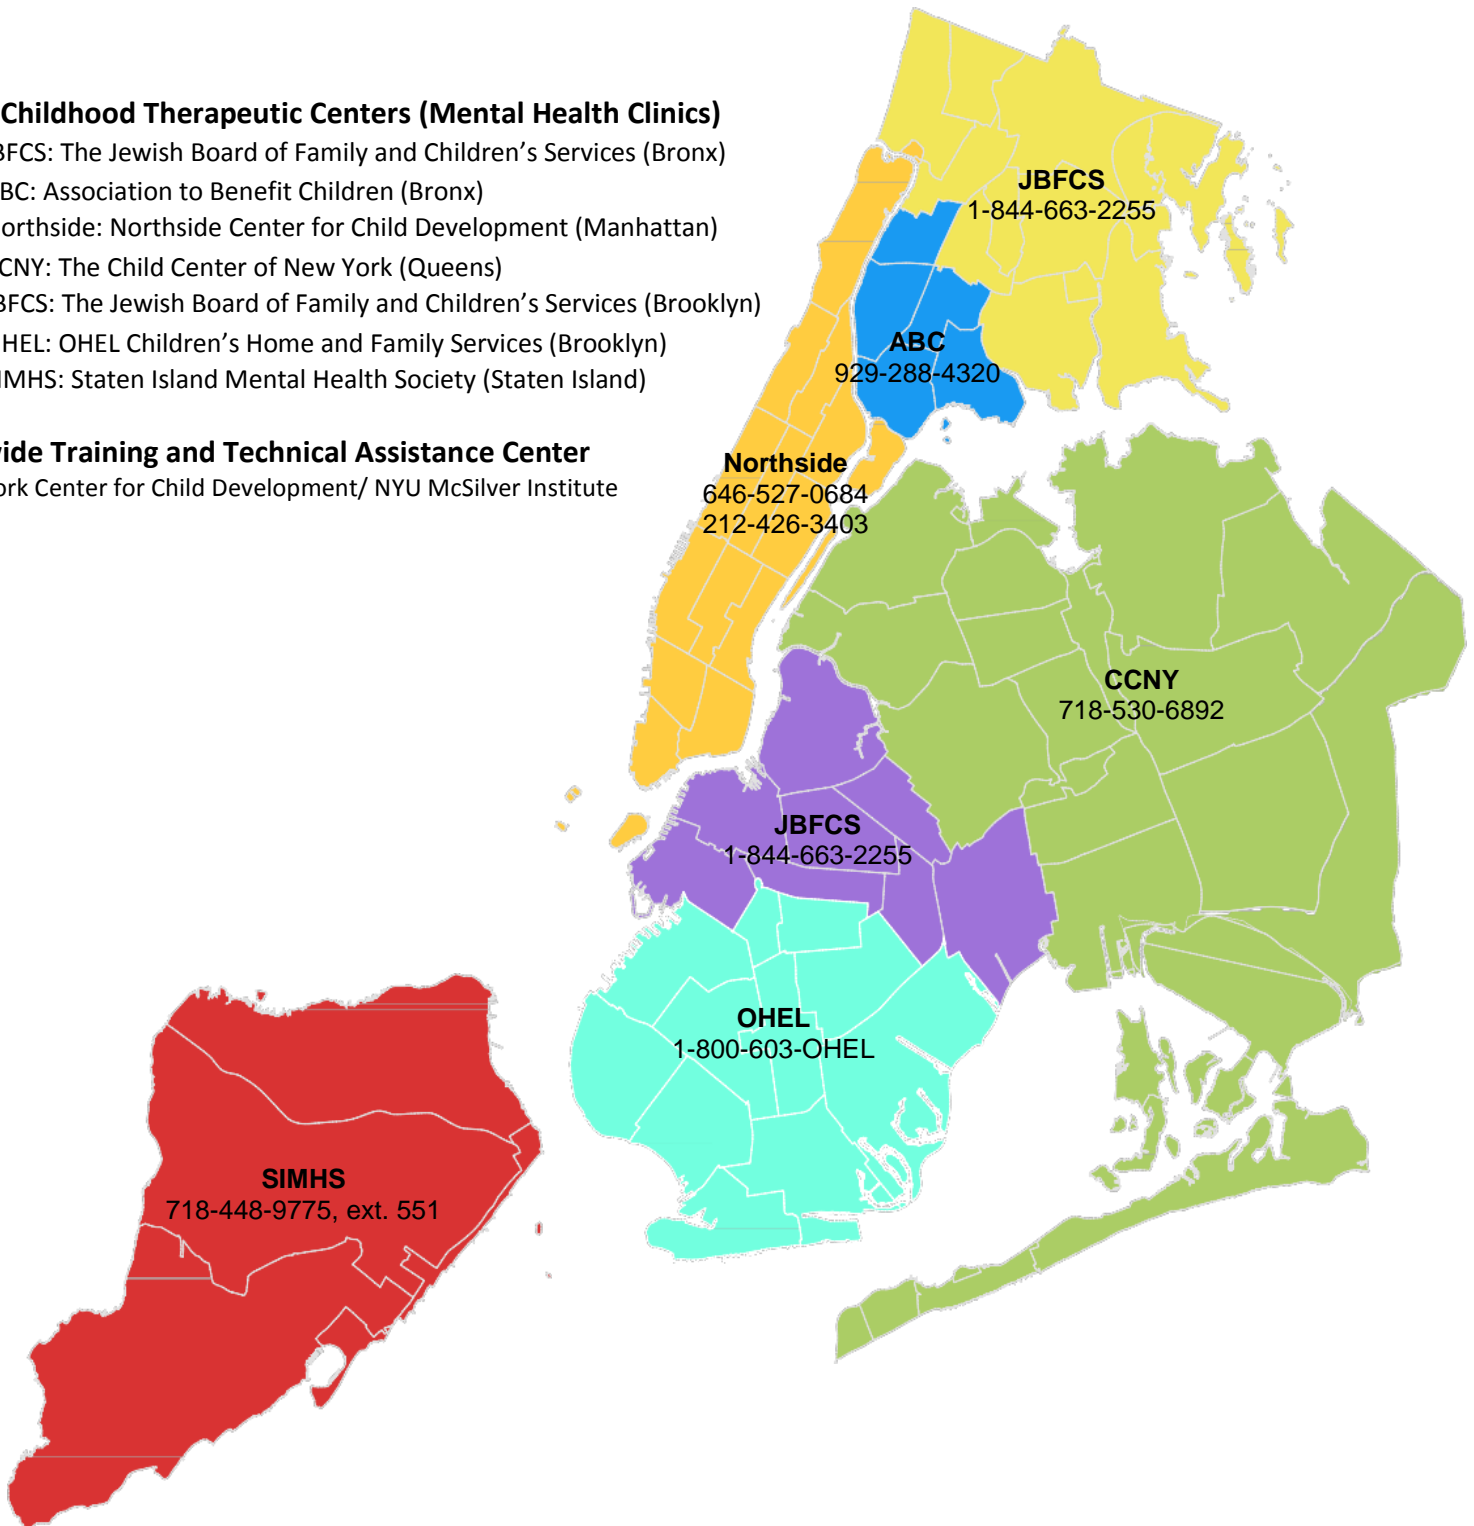 Childhood Therapeutic Centers (Mental Health Clinics)
BFCS: The Jewish Board of Family and Children's Services (Bronx)
BC: Association to Benefit Children (Bronx)
orthside: Northside Center for Child Development (Manhattan)
CNY: The Child Center of New York (Queens)
BFCS: The Jewish Board of Family and Children's Services (Brooklyn)
HEL: OHEL Children's Home and Family Services (Brooklyn)
IMHS: Staten Island Mental Health Society (Staten Island)
wide Training and Technical Assistance Center
ork Center for Child Development/ NYU McSilver Institute
JBFCS
1-844-663-2255
ABC
929-288-4320
Northside
646-527-0684
212-426-3403
CCNY
718-530-6892
JBFCS
1-844-663-2255
OHEL
1-800-603-OHEL
SIMHS
718-448-9775, ext. 551